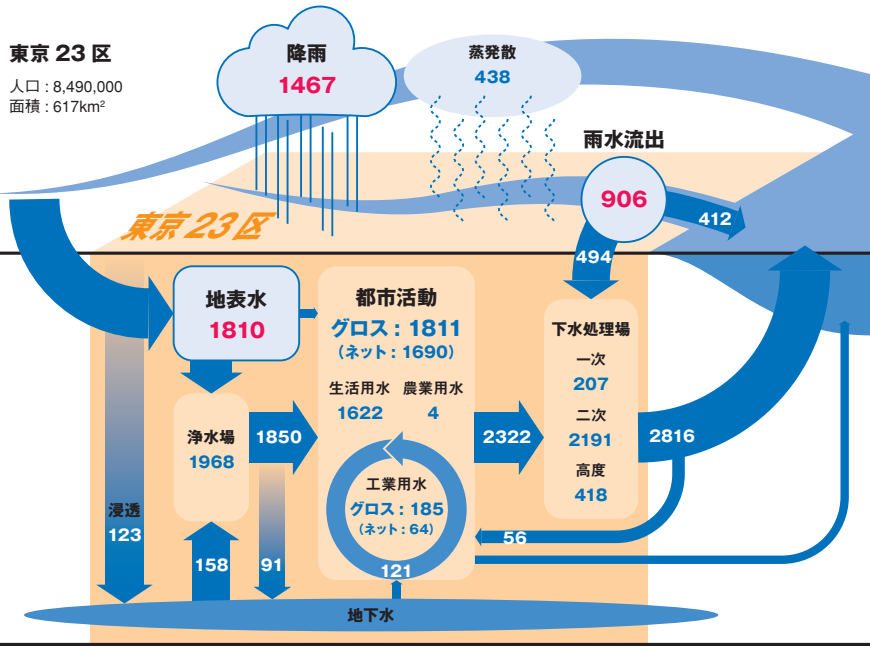 東京 23 区
人口 : 8,490,000
面積 : 617km²
降雨
1467
蒸発散
438
雨水流出
906
412
494
東京 23 区
地表水
1810
都市活動
グロス : 1811
(ネット : 1690)
生活用水 農業用水
1622 4
下水処理場
一次
207
二次
2191
高度
418
浄水場
1968
1850
2322
2816
工業用水
グロス : 185
(ネット : 64)
121
浸透
123
158
91
56
地下水